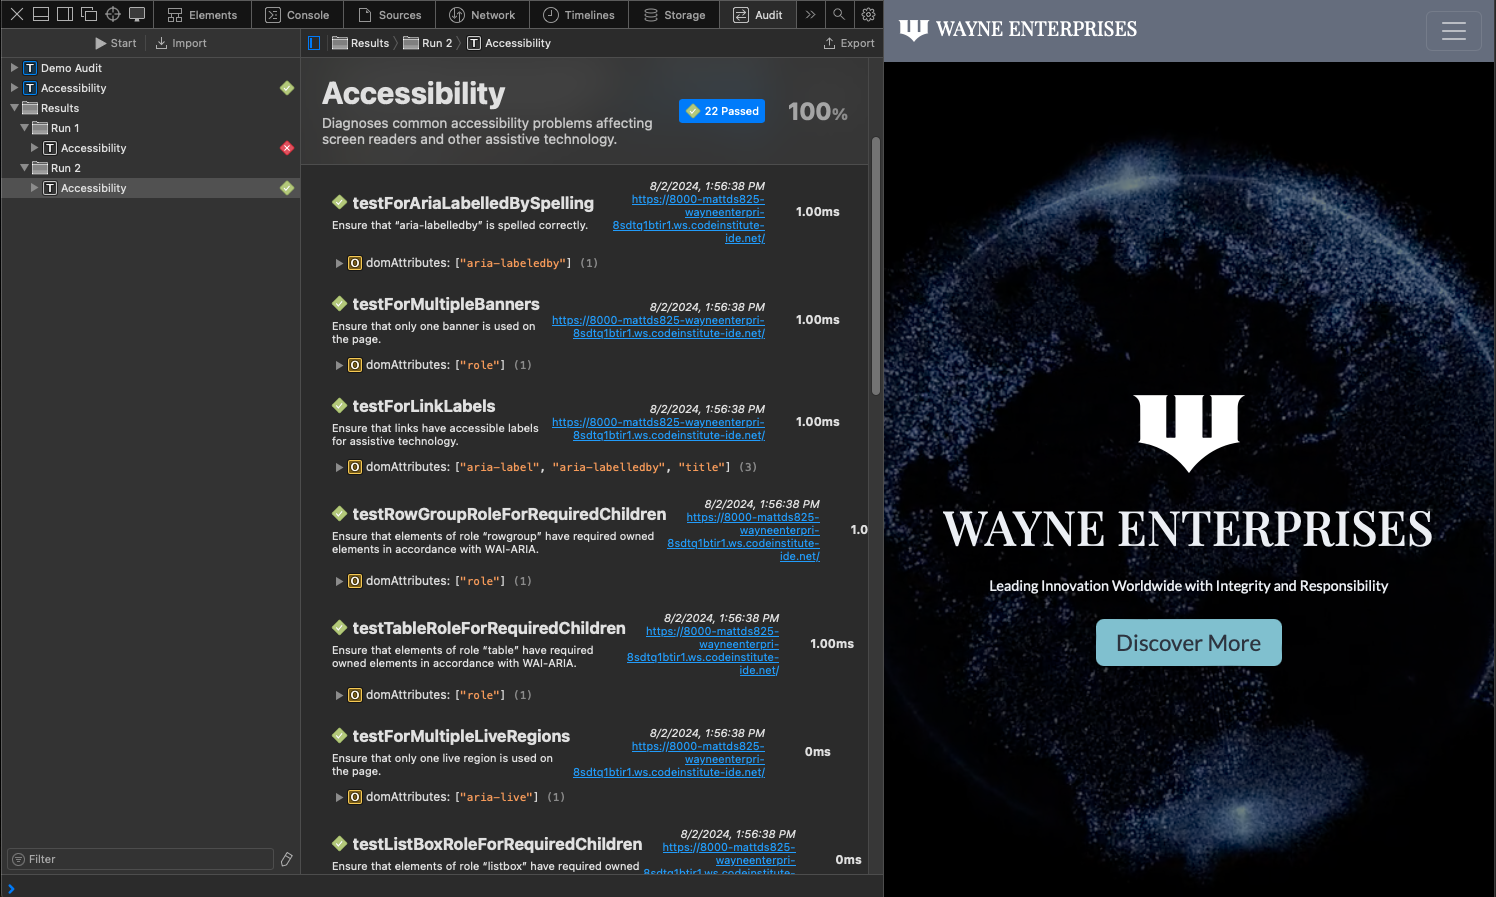 Elements
Console
Sources
Network
Timelines
Storage
Audit
Start
Import
Results
Run 2
Accessibility
Export
Demo Audit
Accessibility
Results
Run 1
Accessibility
Run 2
Accessibility
Filter
Accessibility
Diagnoses common accessibility problems affecting
screen readers and other assistive technology.
22 Passed
100%
testForAriaLabelledBySpelling
Ensure that “aria-labelledby” is spelled correctly.
8/2/2024, 1:56:38 PM
https://8000-mattds825-
wayneenterpri-
8sdtq1btir1.ws.codeinstitute-
ide.net/
1.00ms
domAttributes: ["aria-labeledby"] (1)
testForMultipleBanners
Ensure that only one banner is used on
the page.
8/2/2024, 1:56:38 PM
https://8000-mattds825-wayneenterpri-
8sdtq1btir1.ws.codeinstitute-ide.net/
1.00ms
domAttributes: ["role"] (1)
testForLinkLabels
Ensure that links have accessible labels
for assistive technology.
8/2/2024, 1:56:38 PM
https://8000-mattds825-wayneenterpri-
8sdtq1btir1.ws.codeinstitute-ide.net/
1.00ms
domAttributes: ["aria-label", "aria-labelledby", "title"] (3)
testRowGroupRoleForRequiredChildren
Ensure that elements of role “rowgroup” have required owned
elements in accordance with WAI-ARIA.
8/2/2024, 1:56:38 PM
https://8000-mattds825-
wayneenterpri-
8sdtq1btir1.ws.codeinstitute-
ide.net/
1.0
domAttributes: ["role"] (1)
testTableRoleForRequiredChildren
Ensure that elements of role “table” have required
owned elements in accordance with WAI-ARIA.
8/2/2024, 1:56:38 PM
https://8000-mattds825-
wayneenterpri-
8sdtq1btir1.ws.codeinstitute-
ide.net/
1.00ms
domAttributes: ["role"] (1)
testForMultipleLiveRegions
Ensure that only one live region is used on
the page.
8/2/2024, 1:56:38 PM
https://8000-mattds825-
wayneenterpri-
8sdtq1btir1.ws.codeinstitute-ide.net/
0ms
domAttributes: ["aria-live"] (1)
testListBoxRoleForRequiredChildren
Ensure that elements of role “listbox” have required owned
8/2/2024, 1:56:38 PM
https://8000-mattds825-
wayneenterpri-
8sdtq1btir1.ws.codeinstitute-
0ms
WAYNE ENTERPRISES
WAYNE ENTERPRISES
Leading Innovation Worldwide with Integrity and Responsibility
Discover More